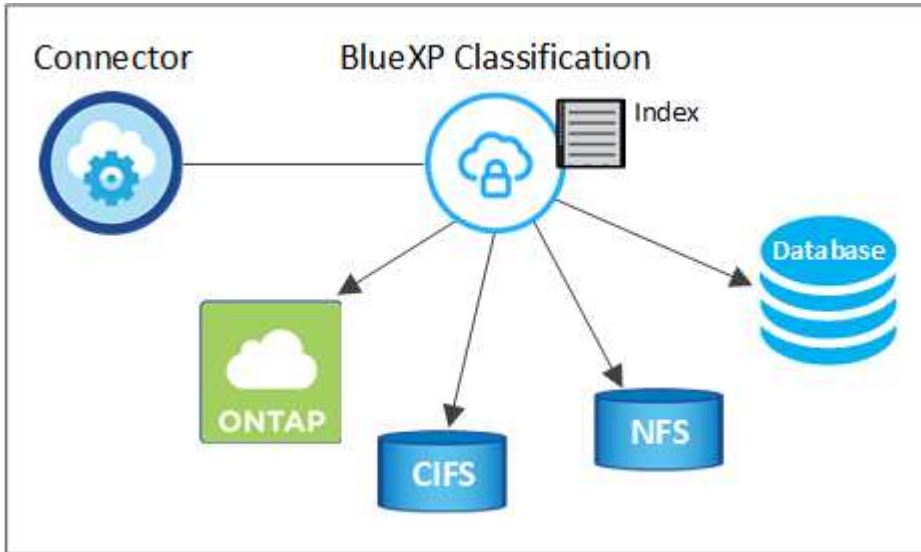 Connector
BlueXP Classification
Index
Database
ONTAP
NFS
CIFS